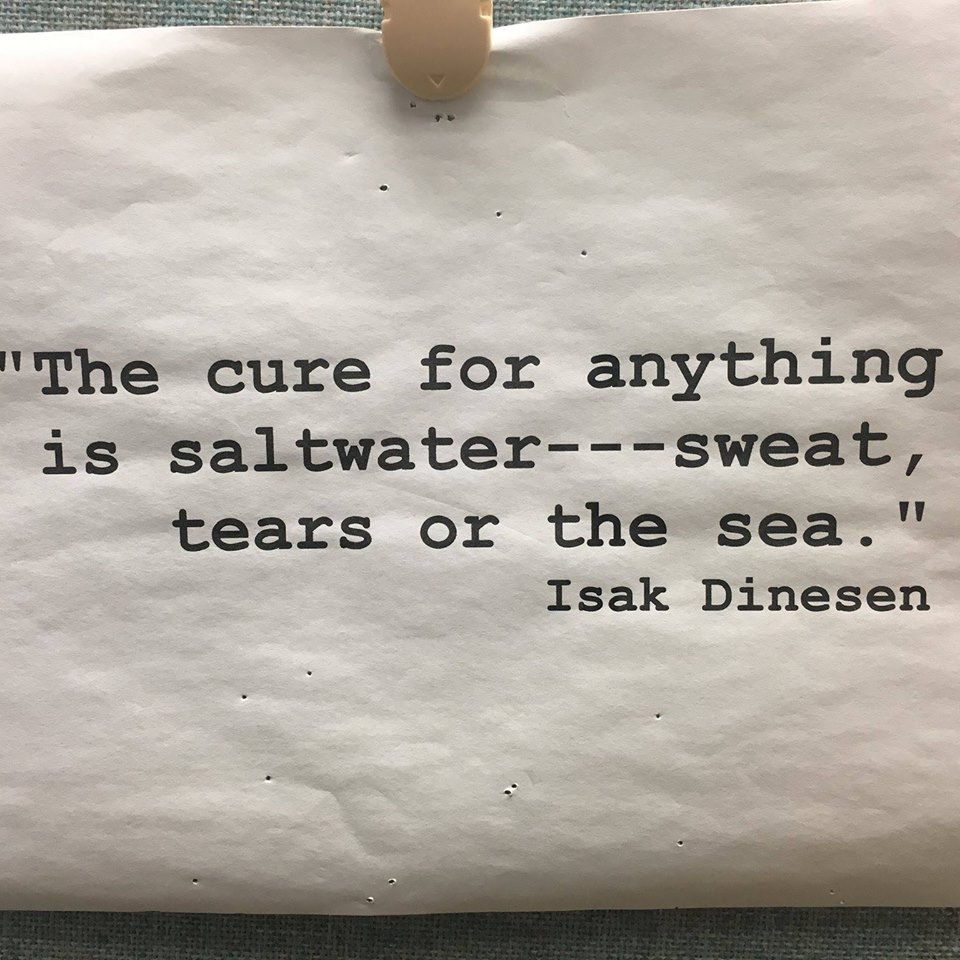 "The cure for anything
is saltwater---sweat,
tears or the sea."
Isak Dinesen